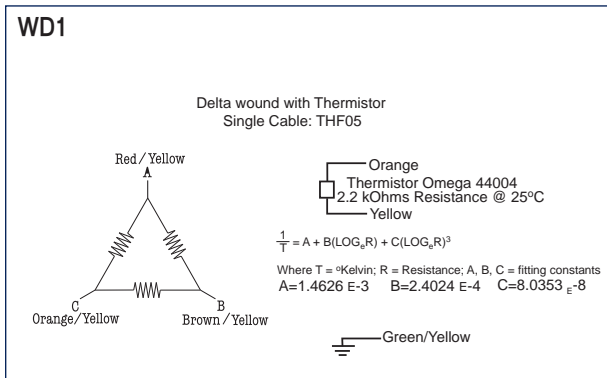 WD1
Delta wound with Thermistor
Single Cable: THF05
Red/Yellow
A
C
Orange/Yellow
B
Brown/Yellow
Orange
Thermistor Omega 44004
2.2 kOhms Resistance @ 25ºC
Yellow
1/T = A + B(LOGₑR) + C(LOGₑR)³
Where T = ºKelvin; R = Resistance; A, B, C = fitting constants
A=1.4626 E-3 B=2.4024 E-4 C=8.0353 E-8
Green/Yellow